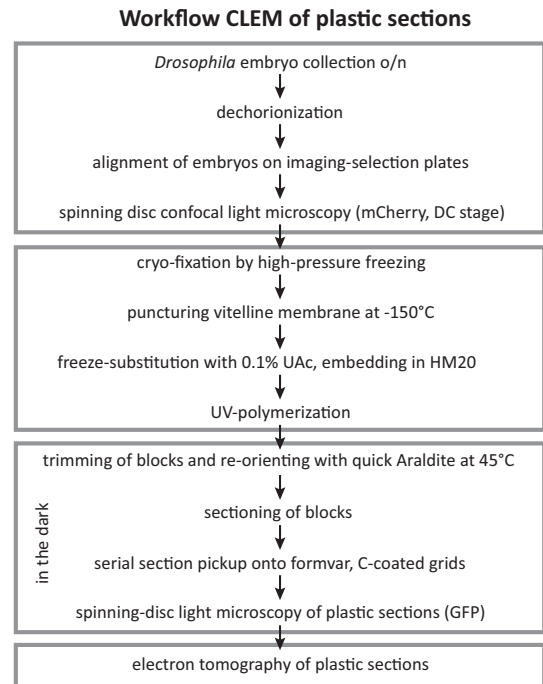 Workflow CLEM of plastic sections
Drosophila embryo collection o/n
dechorionization
alignment of embryos on imaging-selection plates
spinning disc confocal light microscopy (mCherry, DC stage)
cryo-fixation by high-pressure freezing
puncturing vitelline membrane at -150°C
freeze-substitution with 0.1% UAc, embedding in HM20
UV-polymerization
in the dark
trimming of blocks and re-orienting with quick Araldite at 45°C
sectioning of blocks
serial section pickup onto formvar, C-coated grids
spinning-disc light microscopy of plastic sections (GFP)
electron tomography of plastic sections